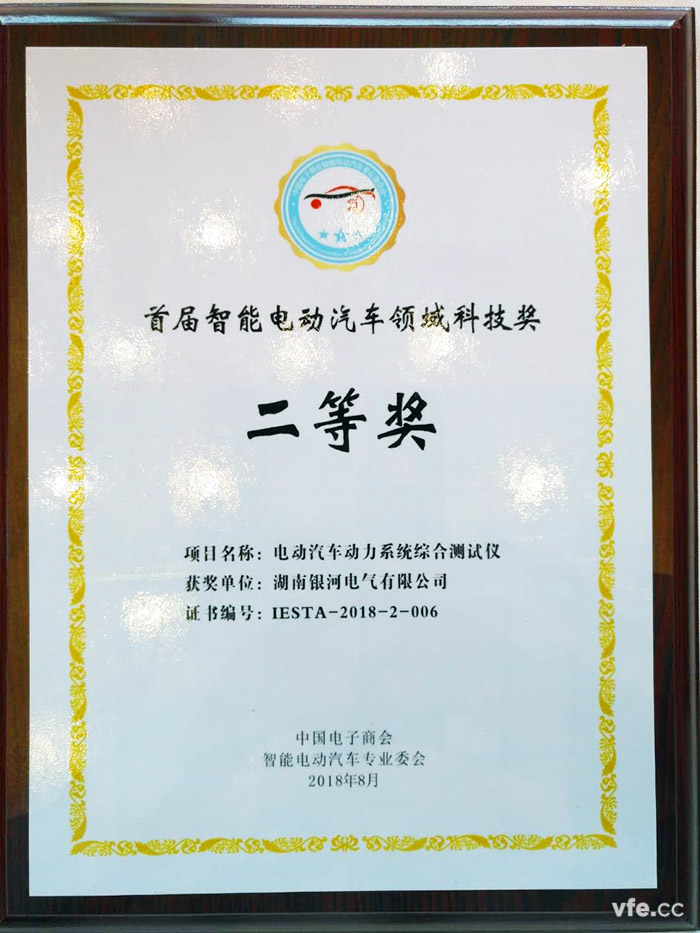 首届智能电动汽车领域科技奖
二等奖
项目名称：电动汽车动力系统综合测试仪
获奖单位：湖南银河电气有限公司
证书编号：IESTA-2018-2-006
中国电子商会
智能电动汽车专业委会
2018年8月
vfe.cc